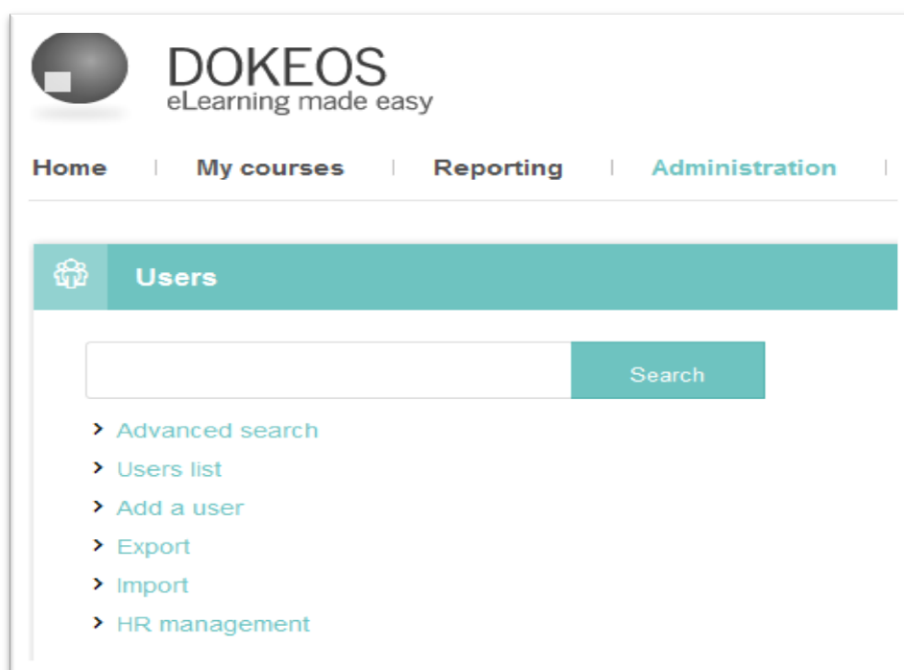 DOKEOS
eLearning made easy
Home | My courses | Reporting | Administration |
Users
Search
Advanced search
Users list
Add a user
Export
Import
HR management